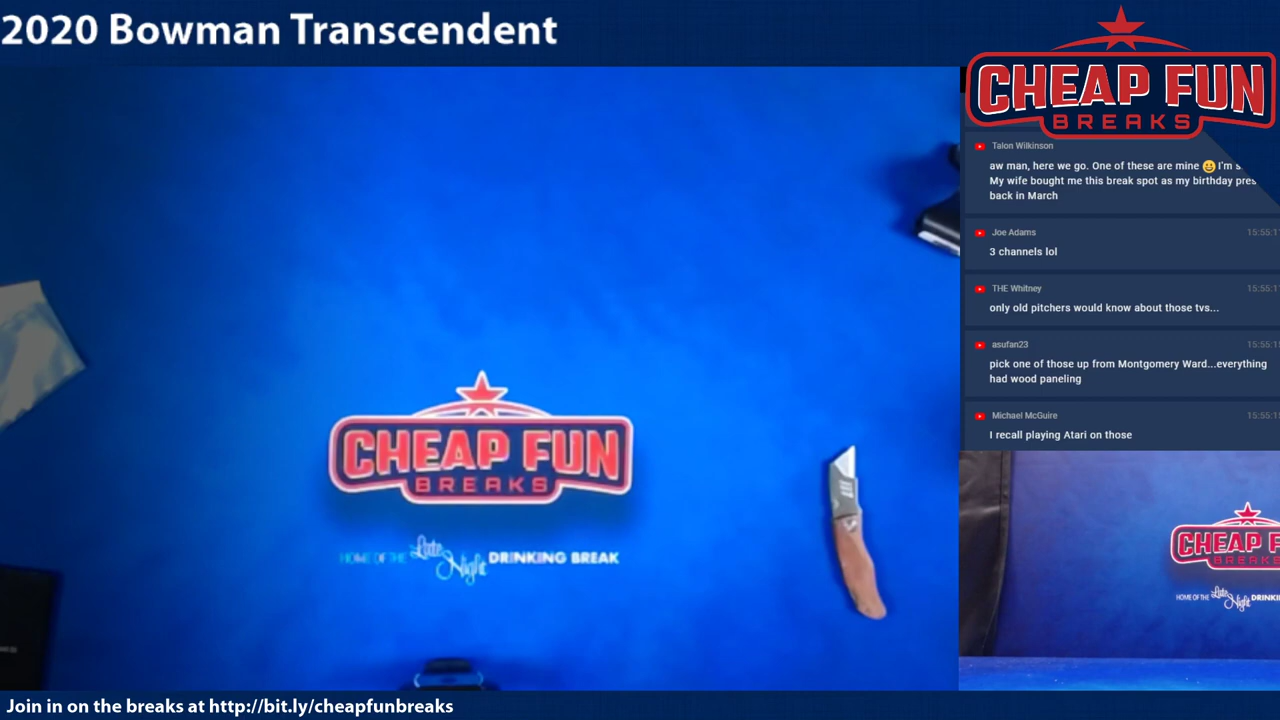 2020 Bowman Transcendent
CHEAP FUN
BREAKS
Talon Wilkinson
aw man, here we go. One of these are mine 😀 I'm s
My wife bought me this break spot as my birthday pres
back in March
Joe Adams
15:55:1
3 channels lol
THE Whitney
15:55:1
only old pitchers would know about those tvs...
asufan23
15:55:1
pick one of those up from Montgomery Ward...everything
had wood paneling
Michael McGuire
15:55:1
I recall playing Atari on those
CHEAP FUN
BREAKS
HOME OF THE Late Night DRINKING BREAK
CHEAP F
BREAKS
HOME OF THE Late Night DRINKI
Join in on the breaks at http://bit.ly/cheapfunbreaks